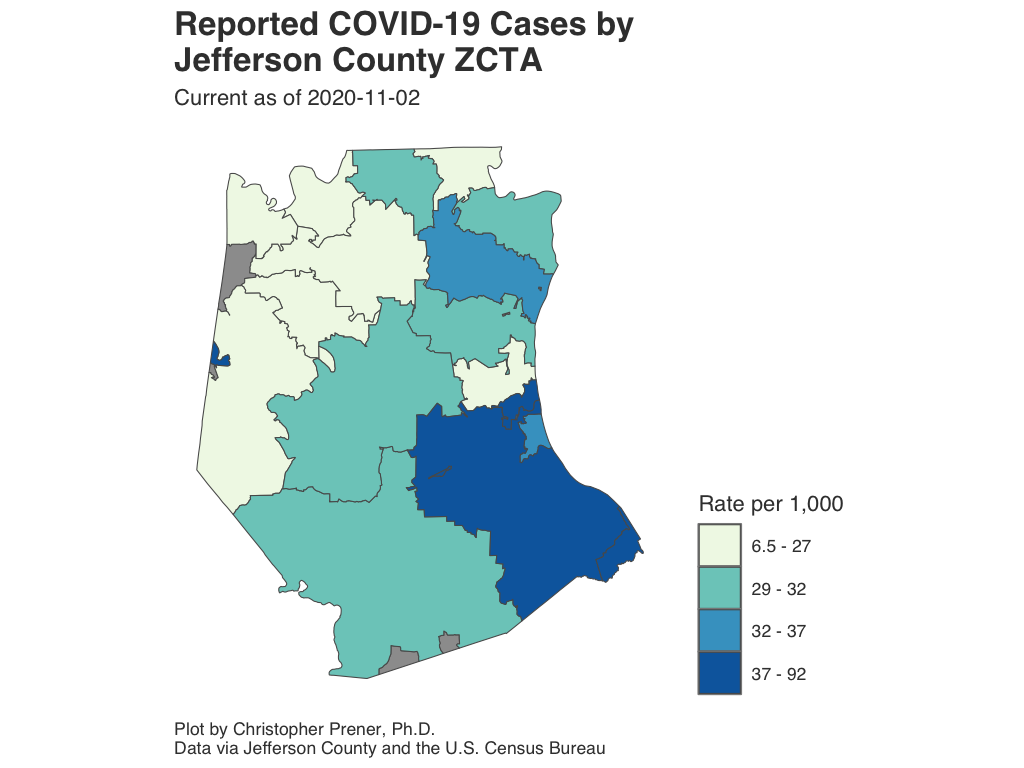 Reported COVID-19 Cases by
Jefferson County ZCTA
Current as of 2020-11-02
Rate per 1,000
6.5 - 27
29 - 32
32 - 37
37 - 92
Plot by Christopher Prener, Ph.D.
Data via Jefferson County and the U.S. Census Bureau